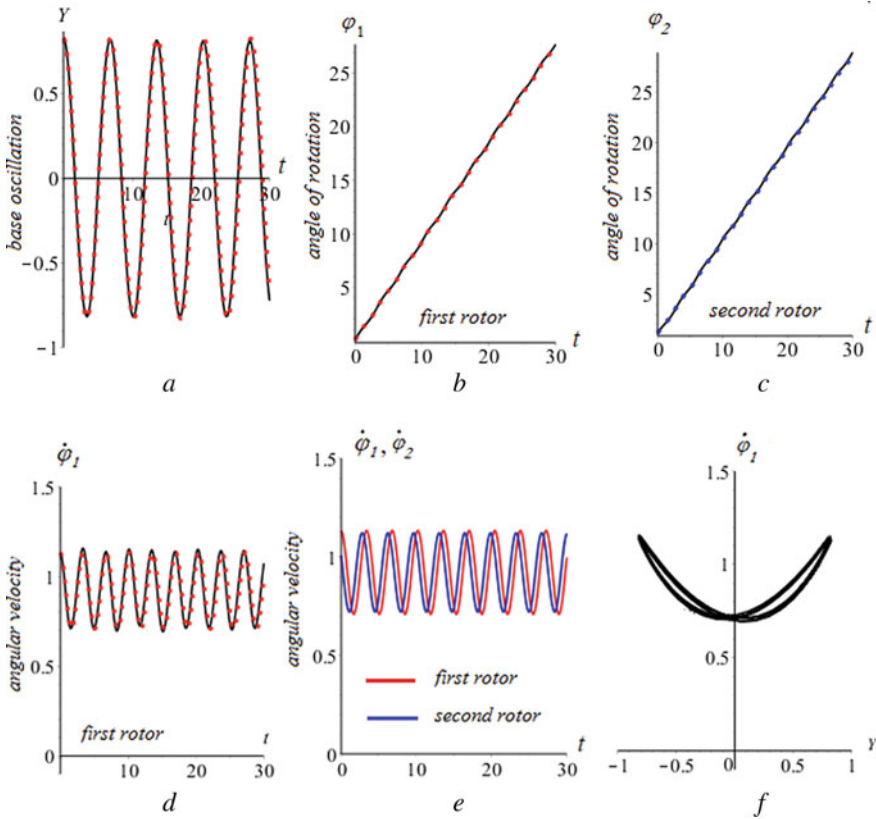 Y
0.5
0
−0.5
−1
10
20
30
t
t
base oscillation
a
φ1
25
20
15
10
5
0
10
20
30
t
angle of rotation
first rotor
b
φ2
25
20
15
10
5
0
10
20
30
t
angle of rotation
second rotor
c
φ̇1
1.5
1
0.5
0
10
20
30
t
angular velocity
first rotor
d
φ̇1, φ̇2
1.5
1
0.5
0
0
10
20
30
t
angular velocity
first rotor
second rotor
e
φ̇1
1.5
1
0.5
−1
−0.5
0
0.5
1
Y
f